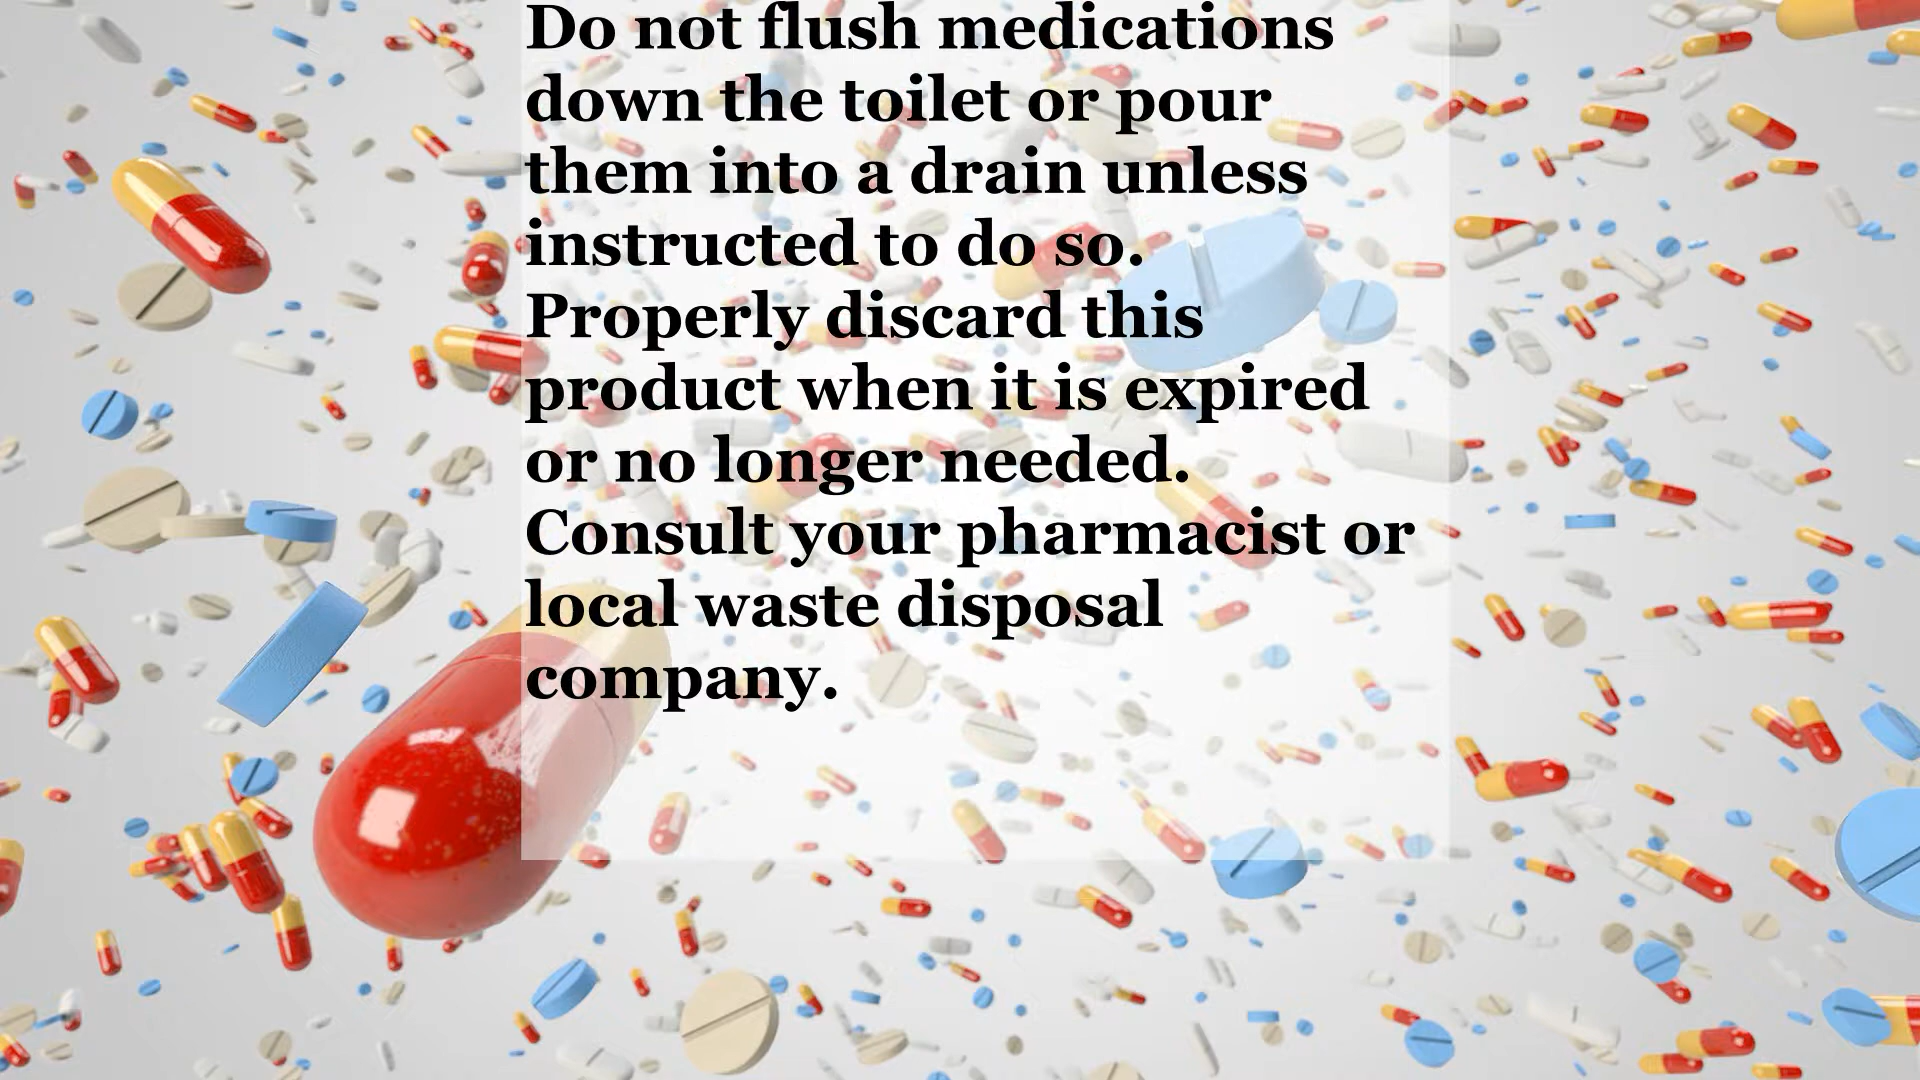 Do not flush medications
down the toilet or pour
them into a drain unless
instructed to do so.
Properly discard this
product when it is expired
or no longer needed.
Consult your pharmacist or
local waste disposal
company.